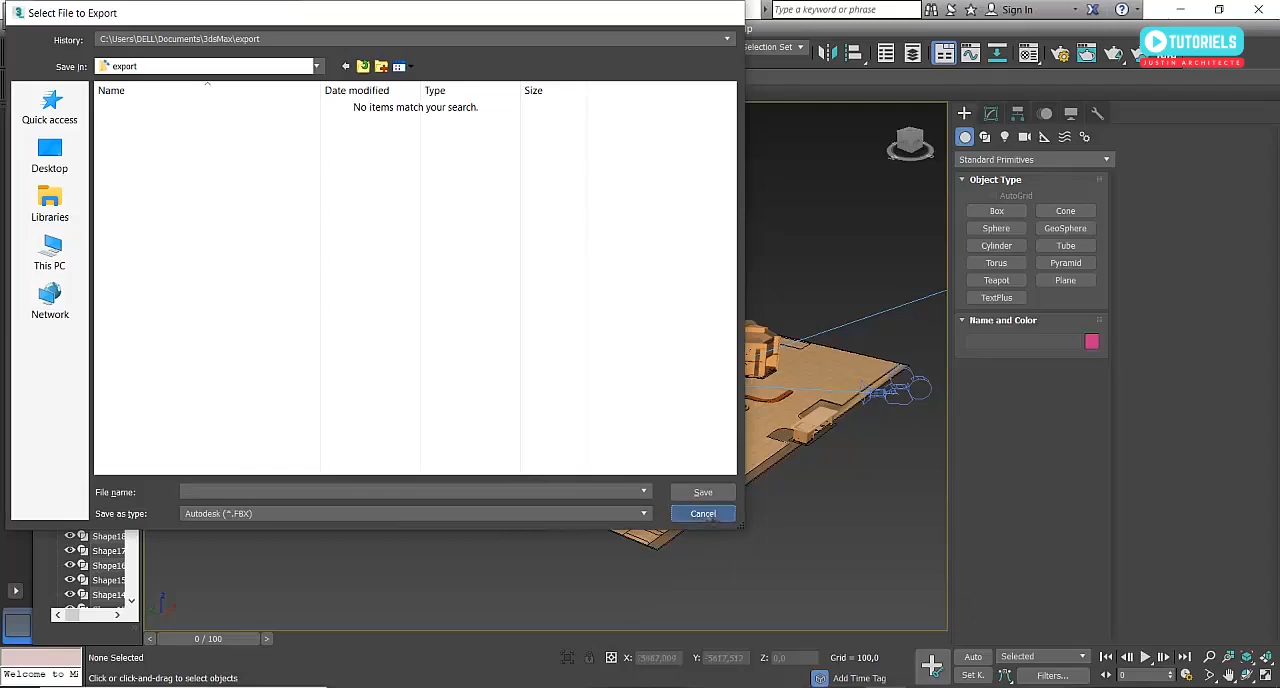 Select File to Export
Type a keyword or phrase
Sign In
History:
C:\Users\DELL\Documents\3dsMax\export
Selection Set
TUTORIELS
JUSTIN ARCHITECTE
Save in:
export
Name
Date modified
Type
Size
No items match your search.
Quick access
Desktop
Libraries
This PC
Network
Standard Primitives
Object Type
AutoGrid
Box
Cone
Sphere
GeoSphere
Cylinder
Tube
Torus
Pyramid
Teapot
Plane
TextPlus
Name and Color
File name:
Save
Save as type:
Autodesk (*.FBX)
Cancel
Shape18
Shape17
Shape16
Shape15
Shape14
0 / 100
None Selected
X:
Y:
Z:
0,0
Grid = 100,0
Auto
Selected
Welcome to Mi
Click or click-and-drag to select objects
Add Time Tag
Set K.
Filters...
0